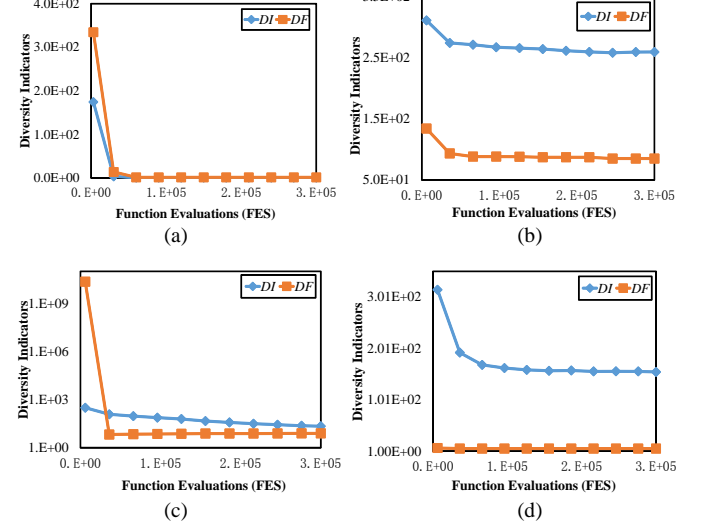 4.0E+02
3.0E+02
2.0E+02
1.0E+02
0.0E+00
Diversity Indicators
DI DF
0.E+00 1.E+05 2.E+05 3.E+05
Function Evaluations (FES)
(a)
2.5E+02
1.5E+02
5.0E+01
Diversity Indicators
DI DF
0.E+00 1.E+05 2.E+05 3.E+05
Function Evaluations (FES)
(b)
1.E+09
1.E+06
1.E+03
1.E+00
Diversity Indicators
DI DF
0.E+00 1.E+05 2.E+05 3.E+05
Function Evaluations (FES)
(c)
3.01E+02
2.01E+02
1.01E+02
1.00E+00
Diversity Indicators
DI DF
0.E+00 1.E+05 2.E+05 3.E+05
Function Evaluations (FES)
(d)